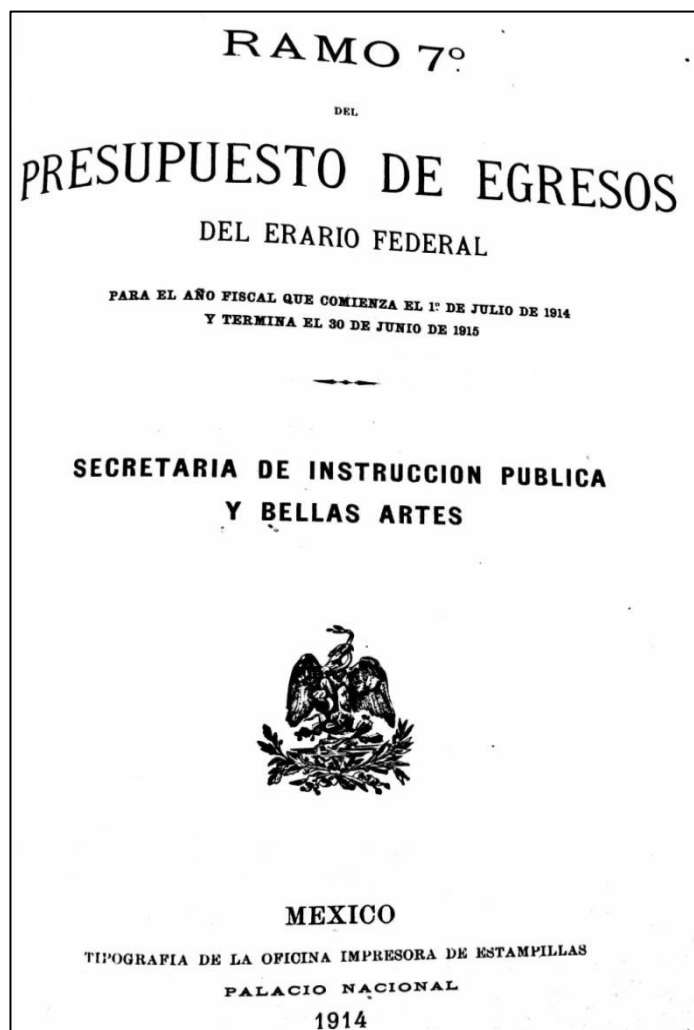 RAMO 7º
DEL
PRESUPUESTO DE EGRESOS
DEL ERARIO FEDERAL
PARA EL AÑO FISCAL QUE COMIENZA EL 1º DE JULIO DE 1914
Y TERMINA EL 30 DE JUNIO DE 1915
SECRETARIA DE INSTRUCCION PUBLICA
Y BELLAS ARTES
MEXICO
TIPOGRAFIA DE LA OFICINA IMPRESORA DE ESTAMPILLAS
PALACIO NACIONAL
1914